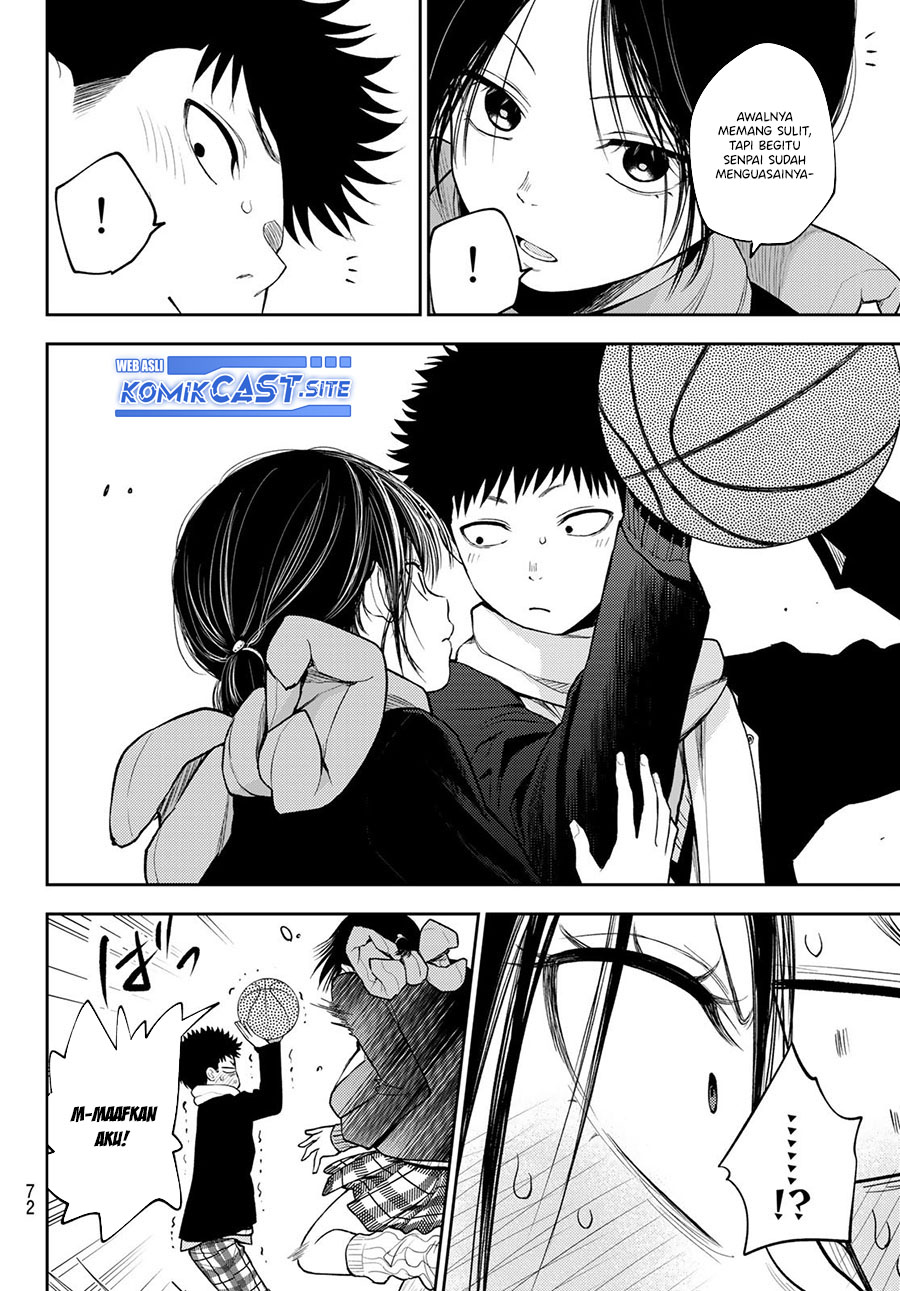 AWALNYA
MEMANG SULIT,
TAPI BEGITU
SENPAI SUDAH
MENGUASAINYA-
!
!
WEB ASLI
KOMIKCAST.SITE
………!?
ばっ
M-MAAFKAN
AKU!
72